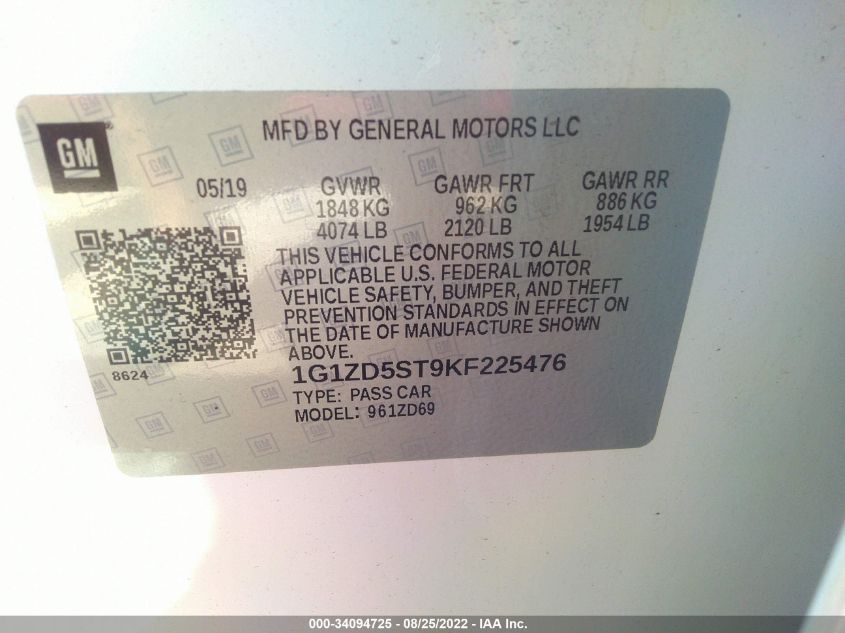 GM
MFD BY GENERAL MOTORS LLC
05/19 GVWR GAWR FRT GAWR RR
1848 KG 962 KG 886 KG
4074 LB 2120 LB 1954 LB
THIS VEHICLE CONFORMS TO ALL
APPLICABLE U.S. FEDERAL MOTOR
VEHICLE SAFETY, BUMPER, AND THEFT
PREVENTION STANDARDS IN EFFECT ON
THE DATE OF MANUFACTURE SHOWN
ABOVE.
8624
1G1ZD5ST9KF225476
TYPE: PASS CAR
MODEL: 961ZD69
000-34094725 - 08/25/2022 - IAA Inc.